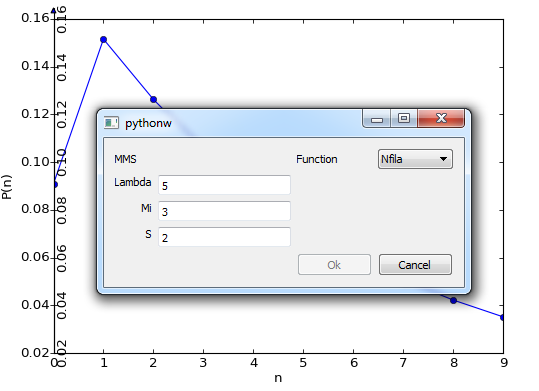 0.16
0.16
0.14
0.14
pythonw
0.12
0.12
MMS
Function
Nfila
0.10
0.10
Lambda
5
P(n)
Mi
3
0.08
0.08
S
2
0.06
0.06
Ok
Cancel
0.04
0.04
0.02
0.02
0
1
2
3
4
5
6
7
8
9
n